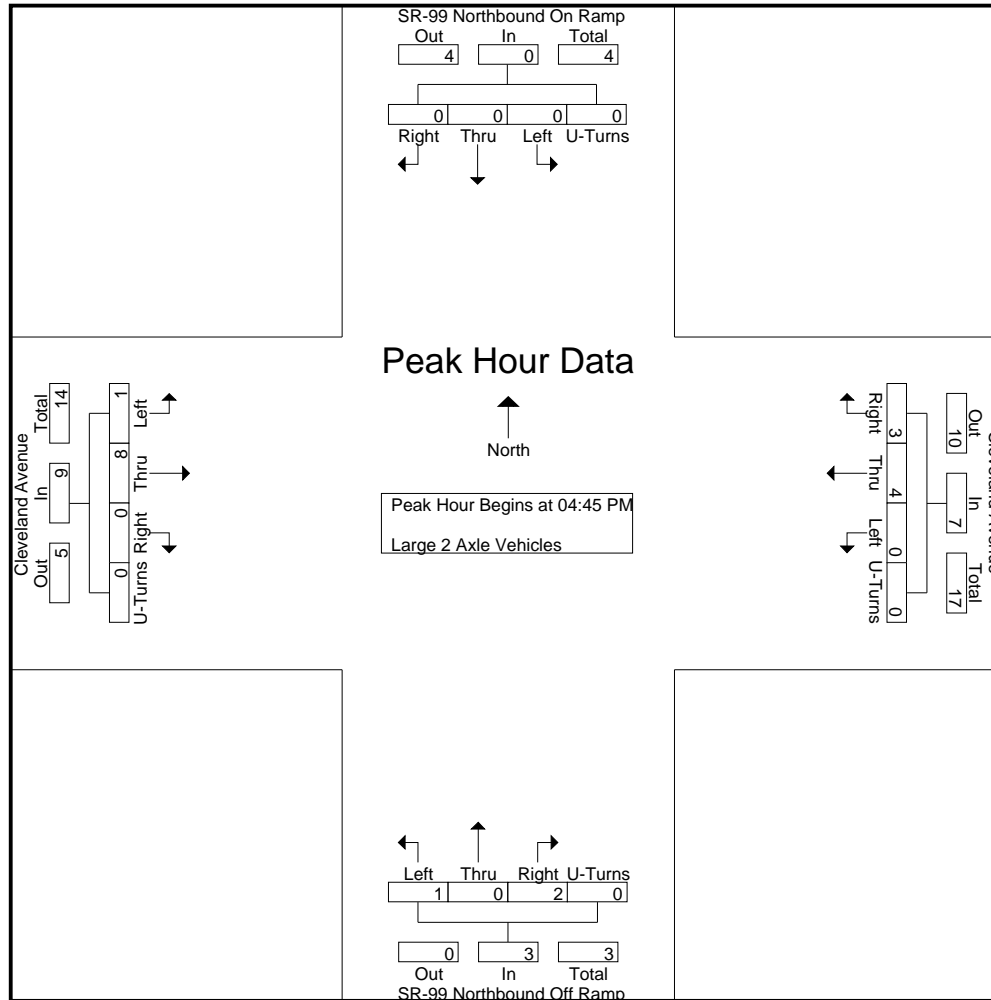 SR-99 Northbound On Ramp
Out In Total
4 0 4
0 0 0 0
Right Thru Left U-Turns
Peak Hour Data
North
Peak Hour Begins at 04:45 PM
Large 2 Axle Vehicles
Cleveland Avenue
Out In Total
5 9 14
1 8 0 0
Left Thru Right U-Turns
Right Thru Left U-Turns
3 4 0 0
Out In Total
10 7 17
Left Thru Right U-Turns
1 0 2 0
0 3 3
Out In Total
SR-99 Northbound Off Ramp